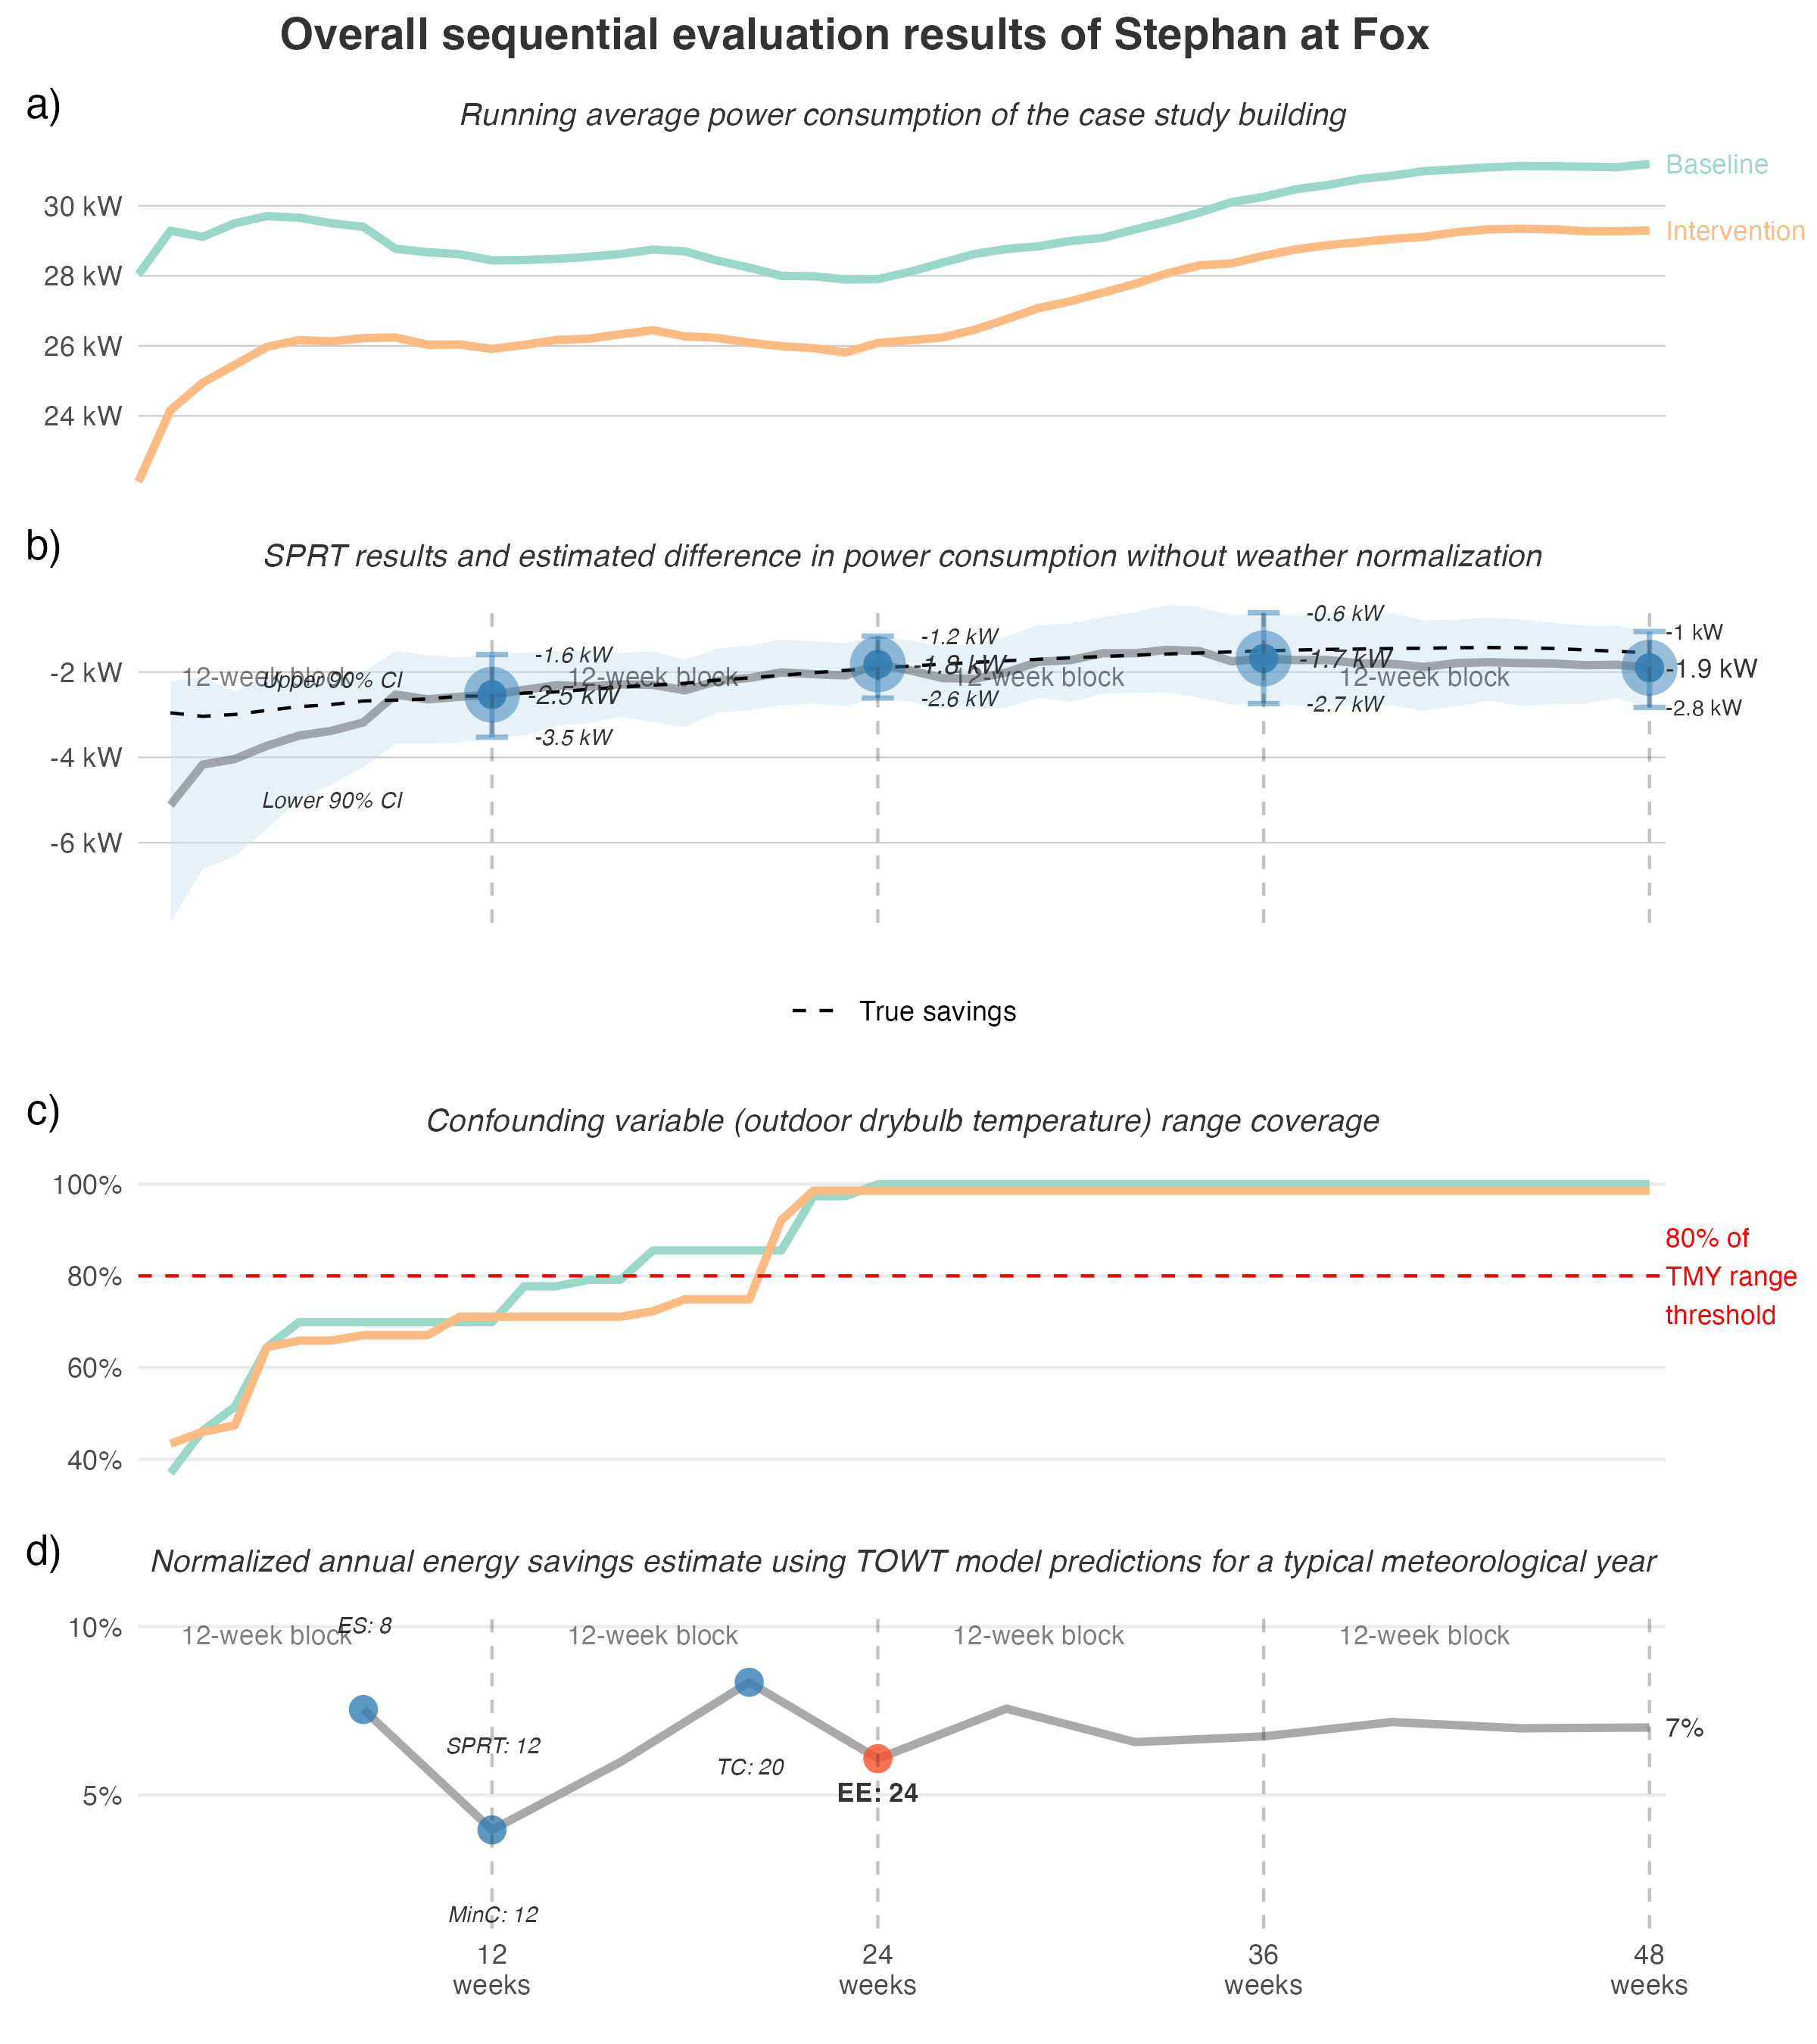 Overall sequential evaluation results of Stephan at Fox
a)
Running average power consumption of the case study building
Baseline
30 kW
Intervention
28 kW
26 kW
24 kW
b)
SPRT results and estimated difference in power consumption without weather normalization
-0.6 kW
-1 kW
-1.2 kW
-1.6 kW
-2 kW
12-week block
Upper 90% CI
12-week block
-1.8 kW
12-week block
-1.7 kW
12-week block
-1.9 kW
-2.5 kW
-2.6 kW
-2.7 kW
-2.8 kW
-3.5 kW
-4 kW
Lower 90% CI
-6 kW
True savings
c)
Confounding variable (outdoor drybulb temperature) range coverage
100%
80%
80% of
TMY range
threshold
60%
40%
d)
Normalized annual energy savings estimate using TOWT model predictions for a typical meteorological year
10%
12-week block
ES: 8
12-week block
12-week block
12-week block
7%
SPRT: 12
TC: 20
EE: 24
5%
MinC: 12
12
weeks
24
weeks
36
weeks
48
weeks